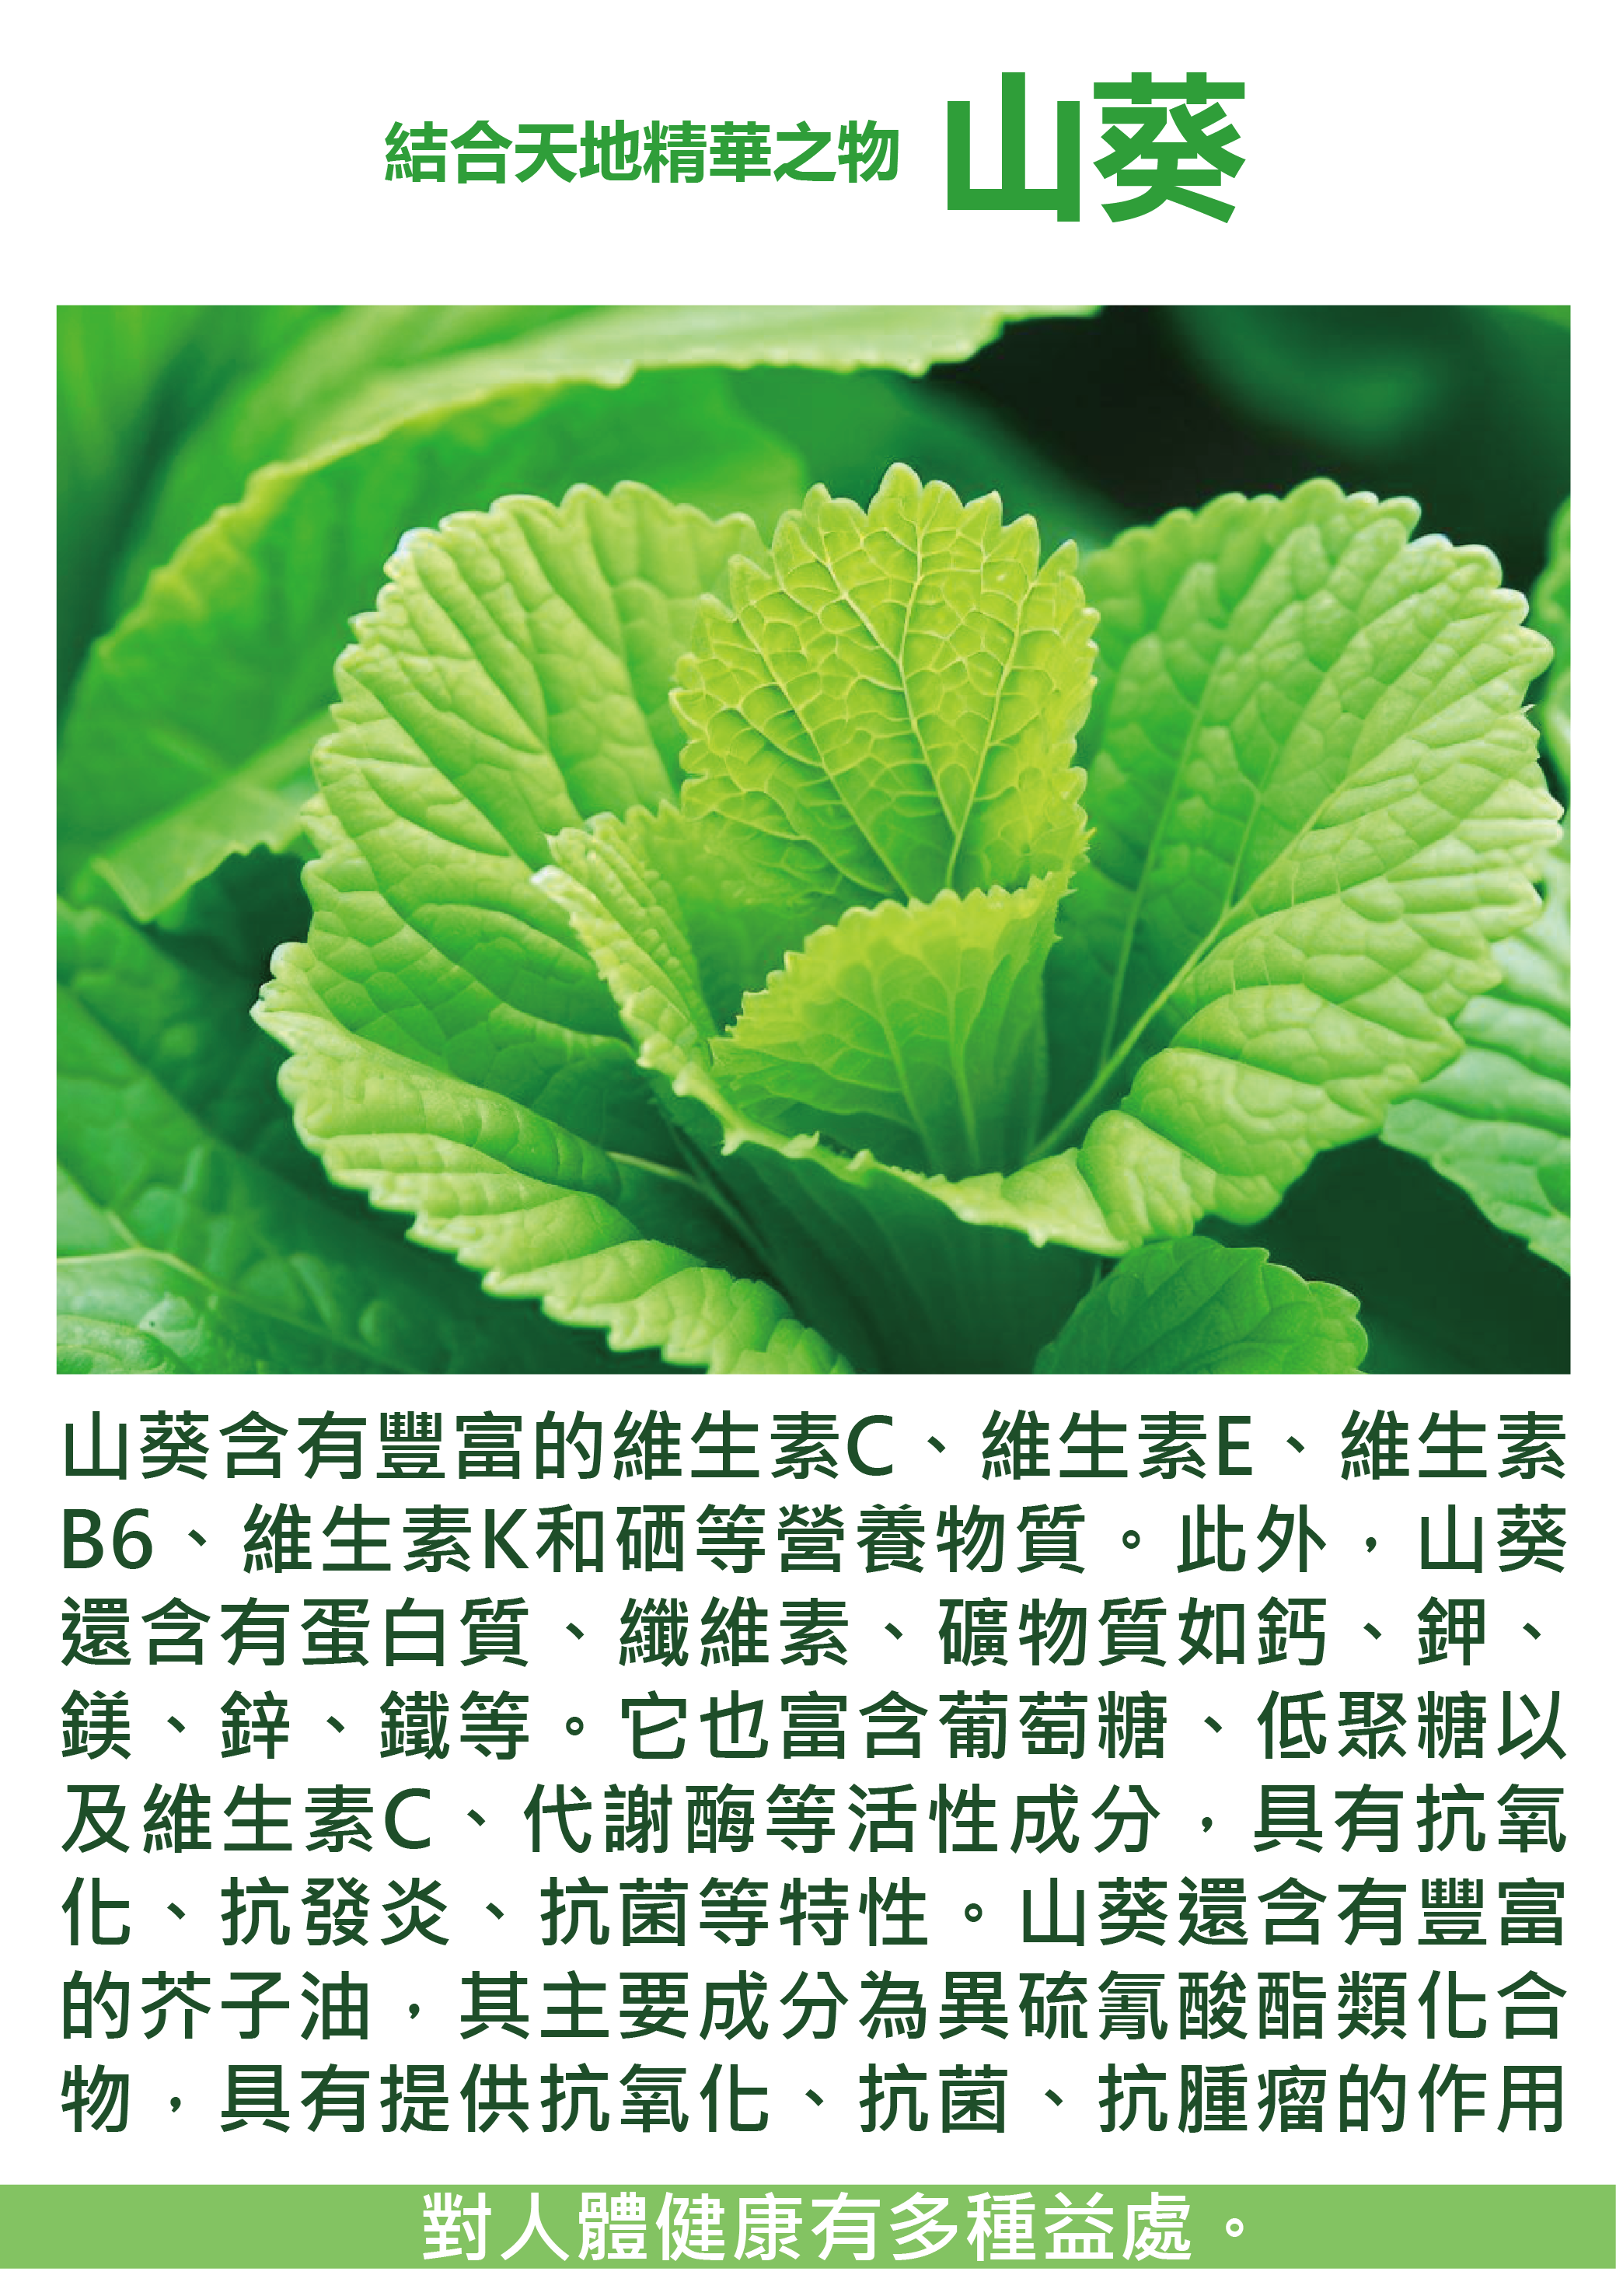 結合天地精華之物 山葵
山葵含有豐富的維生素C、維生素E、維生素
B6、維生素K和硒等營養物質。此外，山葵
還含有蛋白質、纖維素、礦物質如鈣、鉀、
鎂、鋅、鐵等。它也富含葡萄糖、低聚糖以
及維生素C、代謝酶等活性成分，具有抗氧
化、抗發炎、抗菌等特性。山葵還含有豐富
的芥子油，其主要成分為異硫氰酸酯類化合
物，具有提供抗氧化、抗菌、抗腫瘤的作用
對人體健康有多種益處。